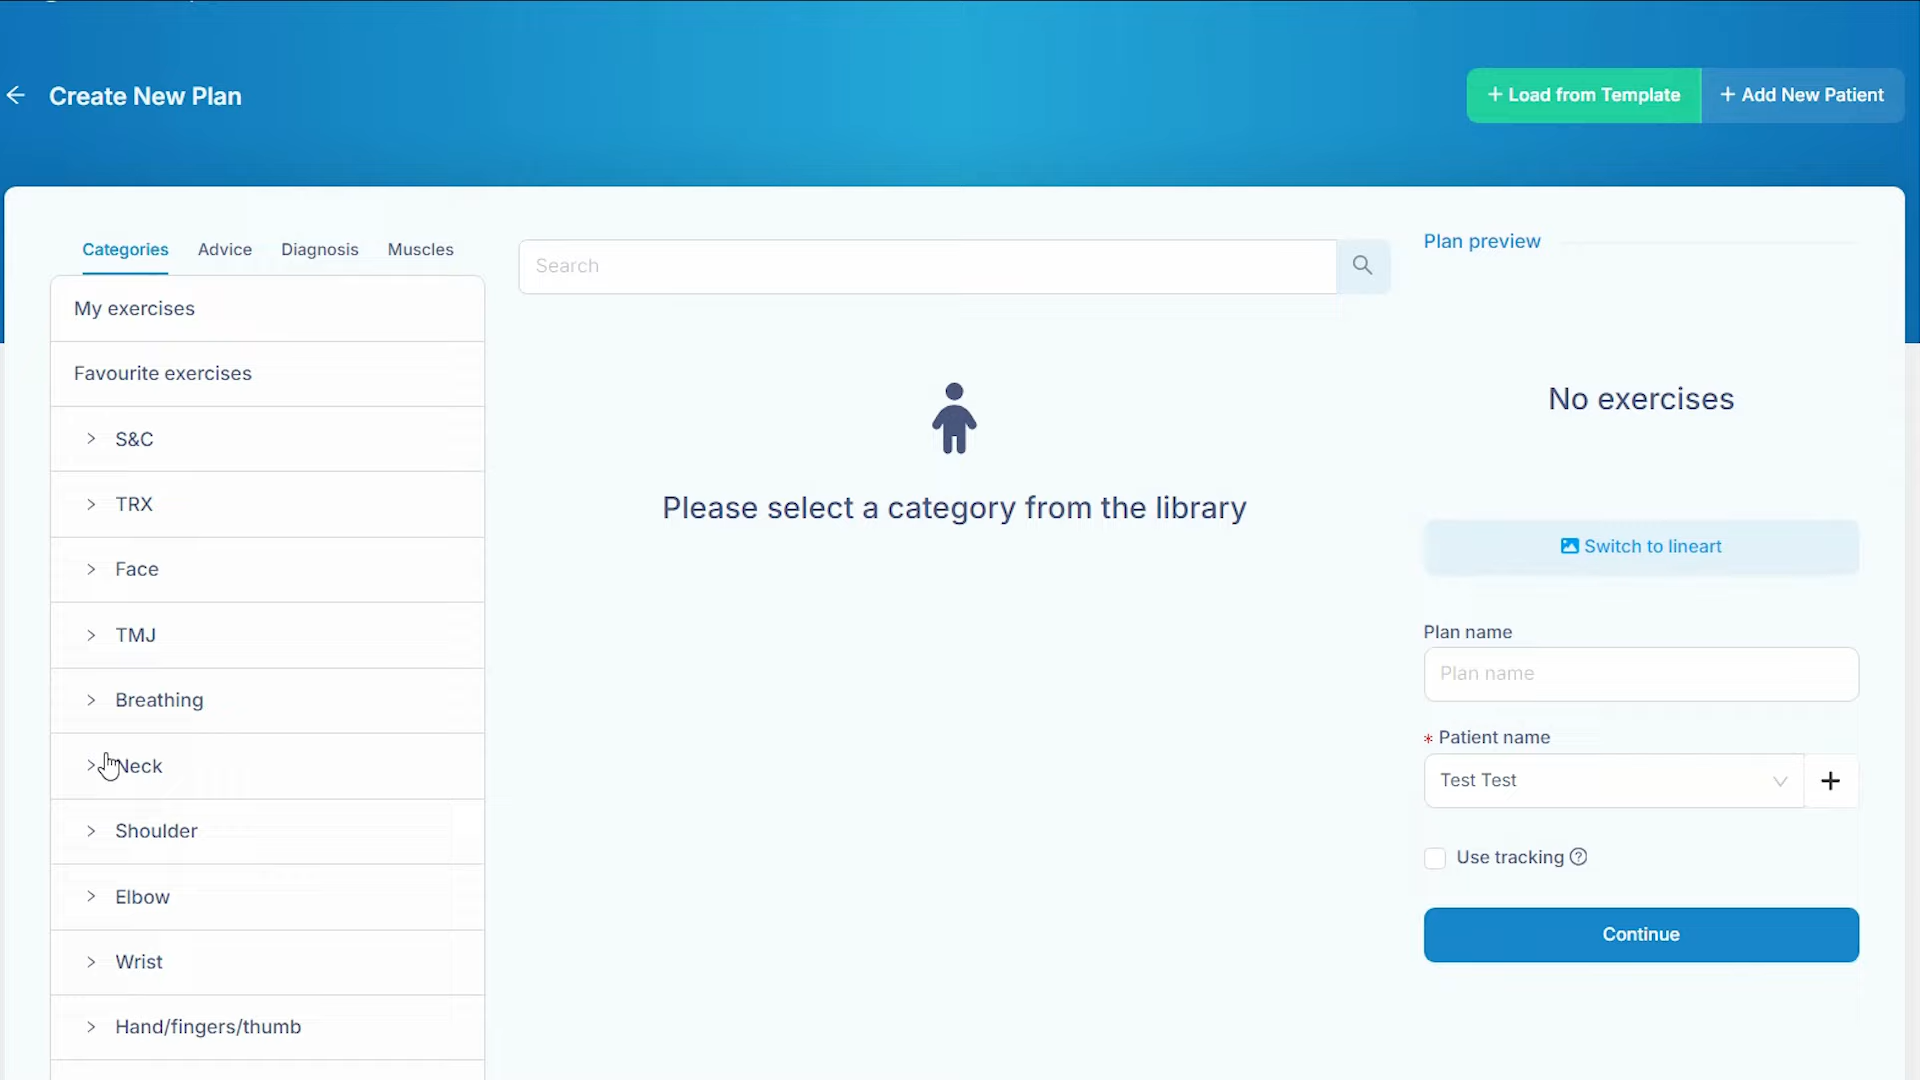 Create New Plan
+ Load from Template
+ Add New Patient
Categories
Advice
Diagnosis
Muscles
My exercises
Favourite exercises
S&C
TRX
Face
TMJ
Breathing
Neck
Shoulder
Elbow
Wrist
Hand/fingers/thumb
Search
Please select a category from the library
Plan preview
No exercises
Switch to lineart
Plan name
Plan name
* Patient name
Test Test
Use tracking
Continue